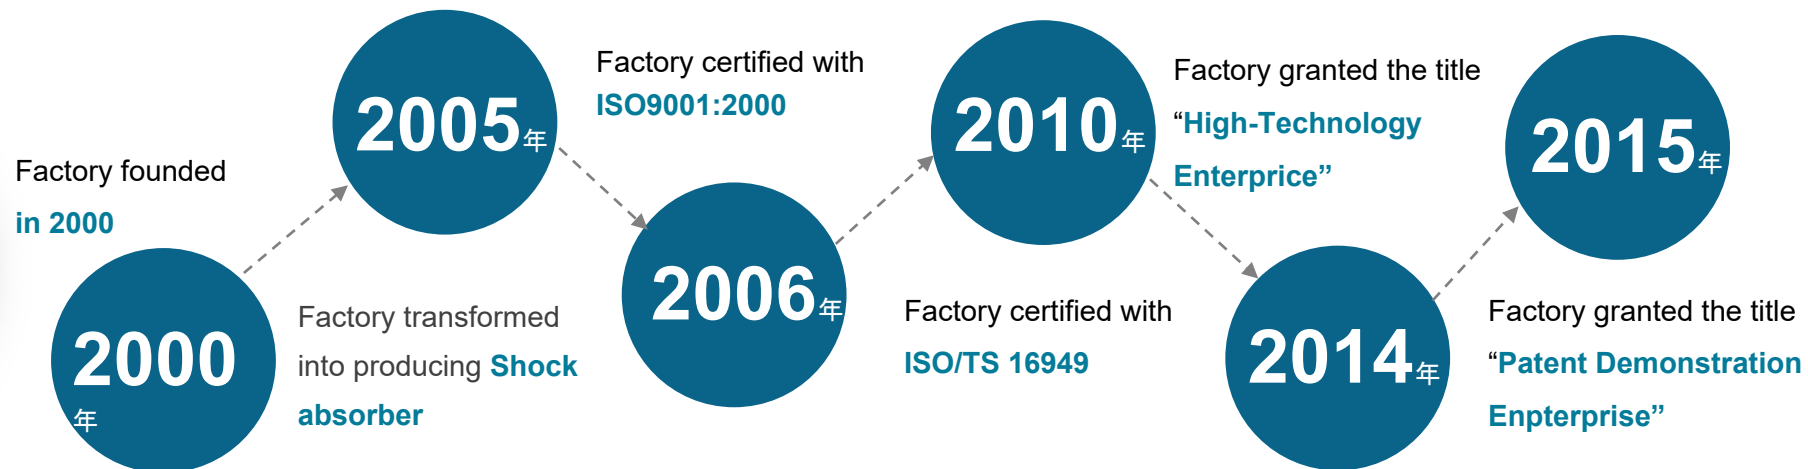 Factory founded
in 2000
2000
年
2005年
Factory transformed
into producing Shock
absorber
Factory certified with
ISO9001:2000
2006年
2010年
Factory certified with
ISO/TS 16949
Factory granted the title
“High-Technology
Enterprice”
2014年
2015年
Factory granted the title
“Patent Demonstration
Enpterprise”